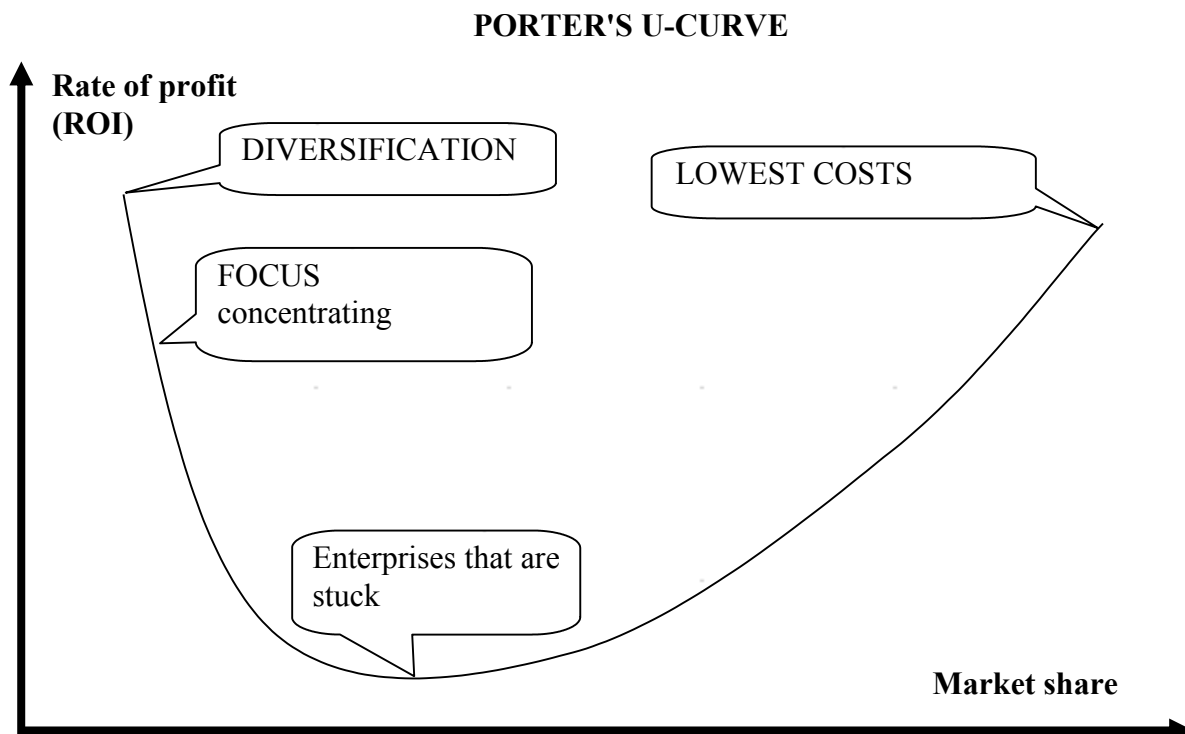 PORTER'S U-CURVE
Rate of profit
(ROI)
DIVERSIFICATION
LOWEST COSTS
FOCUS
concentrating
Enterprises that are
stuck
Market share